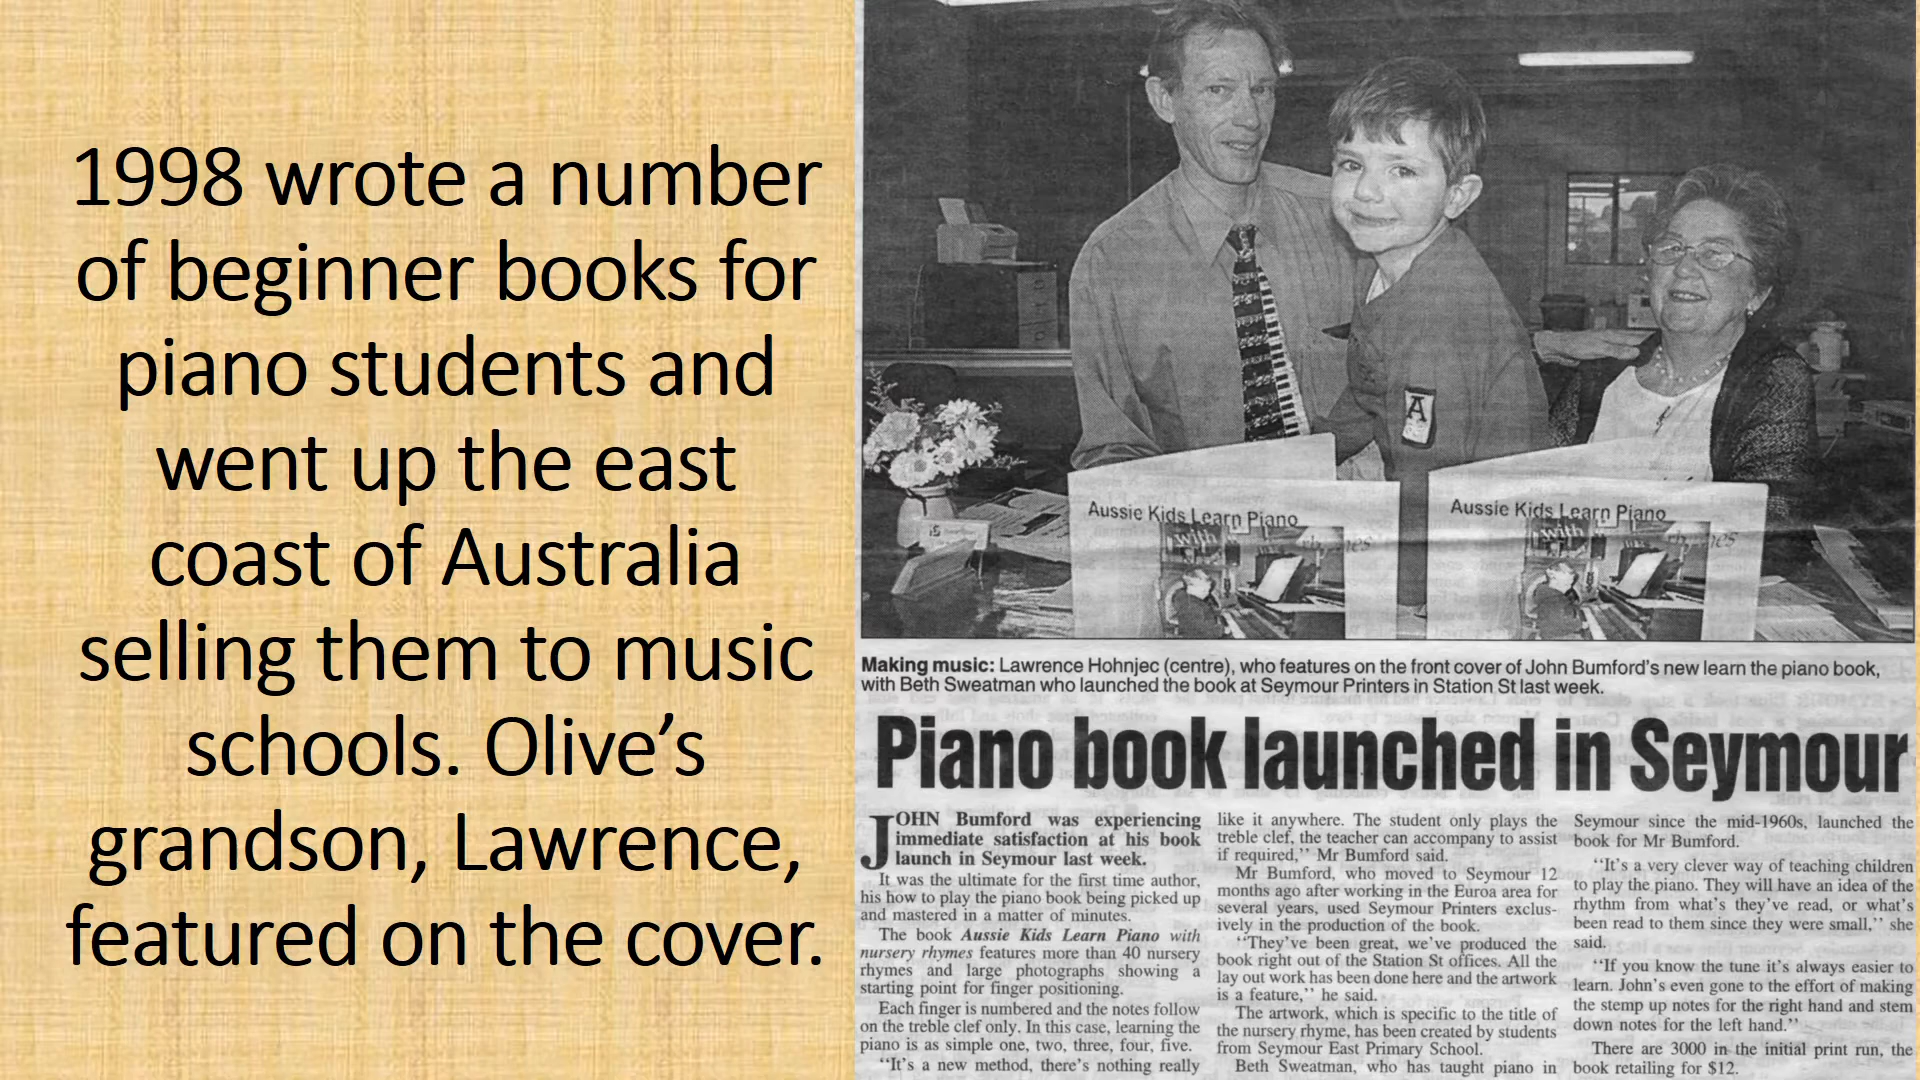 1998 wrote a number
of beginner books for
piano students and
went up the east
coast of Australia
selling them to music
schools. Olive’s
grandson, Lawrence,
featured on the cover.
A
Aussie Kids Learn Piano
with
Aussie Kids Learn Piano
with
Making music: Lawrence Hohnjec (centre), who features on the front cover of John Bumford's new learn the piano book,
with Beth Sweatman who launched the book at Seymour Printers in Station St last week.
Piano book launched in Seymour
JOHN Bumford was experiencing
immediate satisfaction at his book
launch in Seymour last week.
It was the ultimate for the first time author,
his how to play the piano book being picked up
and mastered in a matter of minutes.
The book Aussie Kids Learn Piano with
nursery rhymes features more than 40 nursery
rhymes and large photographs showing a
starting point for finger positioning.
Each finger is numbered and the notes follow
on the treble clef only. In this case, learning the
piano is as simple one, two, three, four, five.
“It's a new method, there's nothing really
like it anywhere. The student only plays the
treble clef, the teacher can accompany to assist
if required,” Mr Bumford said.
Mr Bumford, who moved to Seymour 12
months ago after working in the Euroa area for
several years, used Seymour Printers exclus-
ively in the production of the book.
“They've been great, we've produced the
book right out of the Station St offices. All the
lay out work has been done here and the artwork
is a feature,” he said.
The artwork, which is specific to the title of
the nursery rhyme, has been created by students
from Seymour East Primary School.
Beth Sweatman, who has taught piano in
Seymour since the mid-1960s, launched the
book for Mr Bumford.
“It's a very clever way of teaching children
to play the piano. They will have an idea of the
rhythm from what's they've read, or what's
been read to them since they were small,” she
said.
“If you know the tune it's always easier to
learn. John's even gone to the effort of making
the stemp up notes for the right hand and stem
down notes for the left hand.”
There are 3000 in the initial print run, the
book retailing for $12.